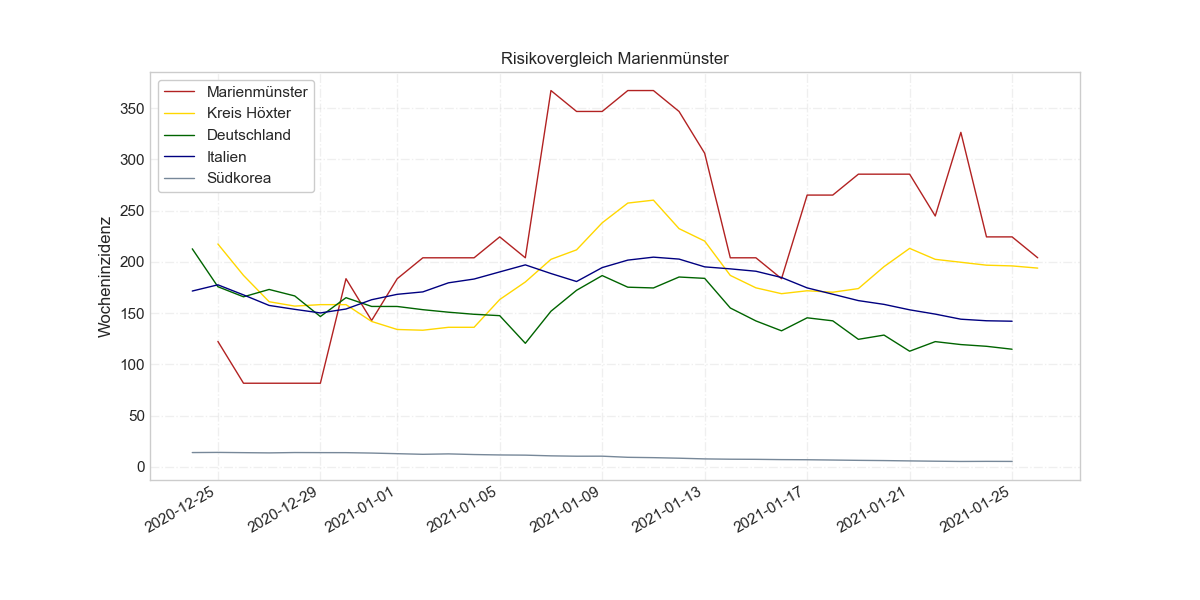 Risikovergleich Marienmünster
Marienmünster
Kreis Höxter
Deutschland
Italien
Südkorea
Wocheninzidenz
350
300
250
200
150
100
50
0
2020-12-25
2020-12-29
2021-01-01
2021-01-05
2021-01-09
2021-01-13
2021-01-17
2021-01-21
2021-01-25